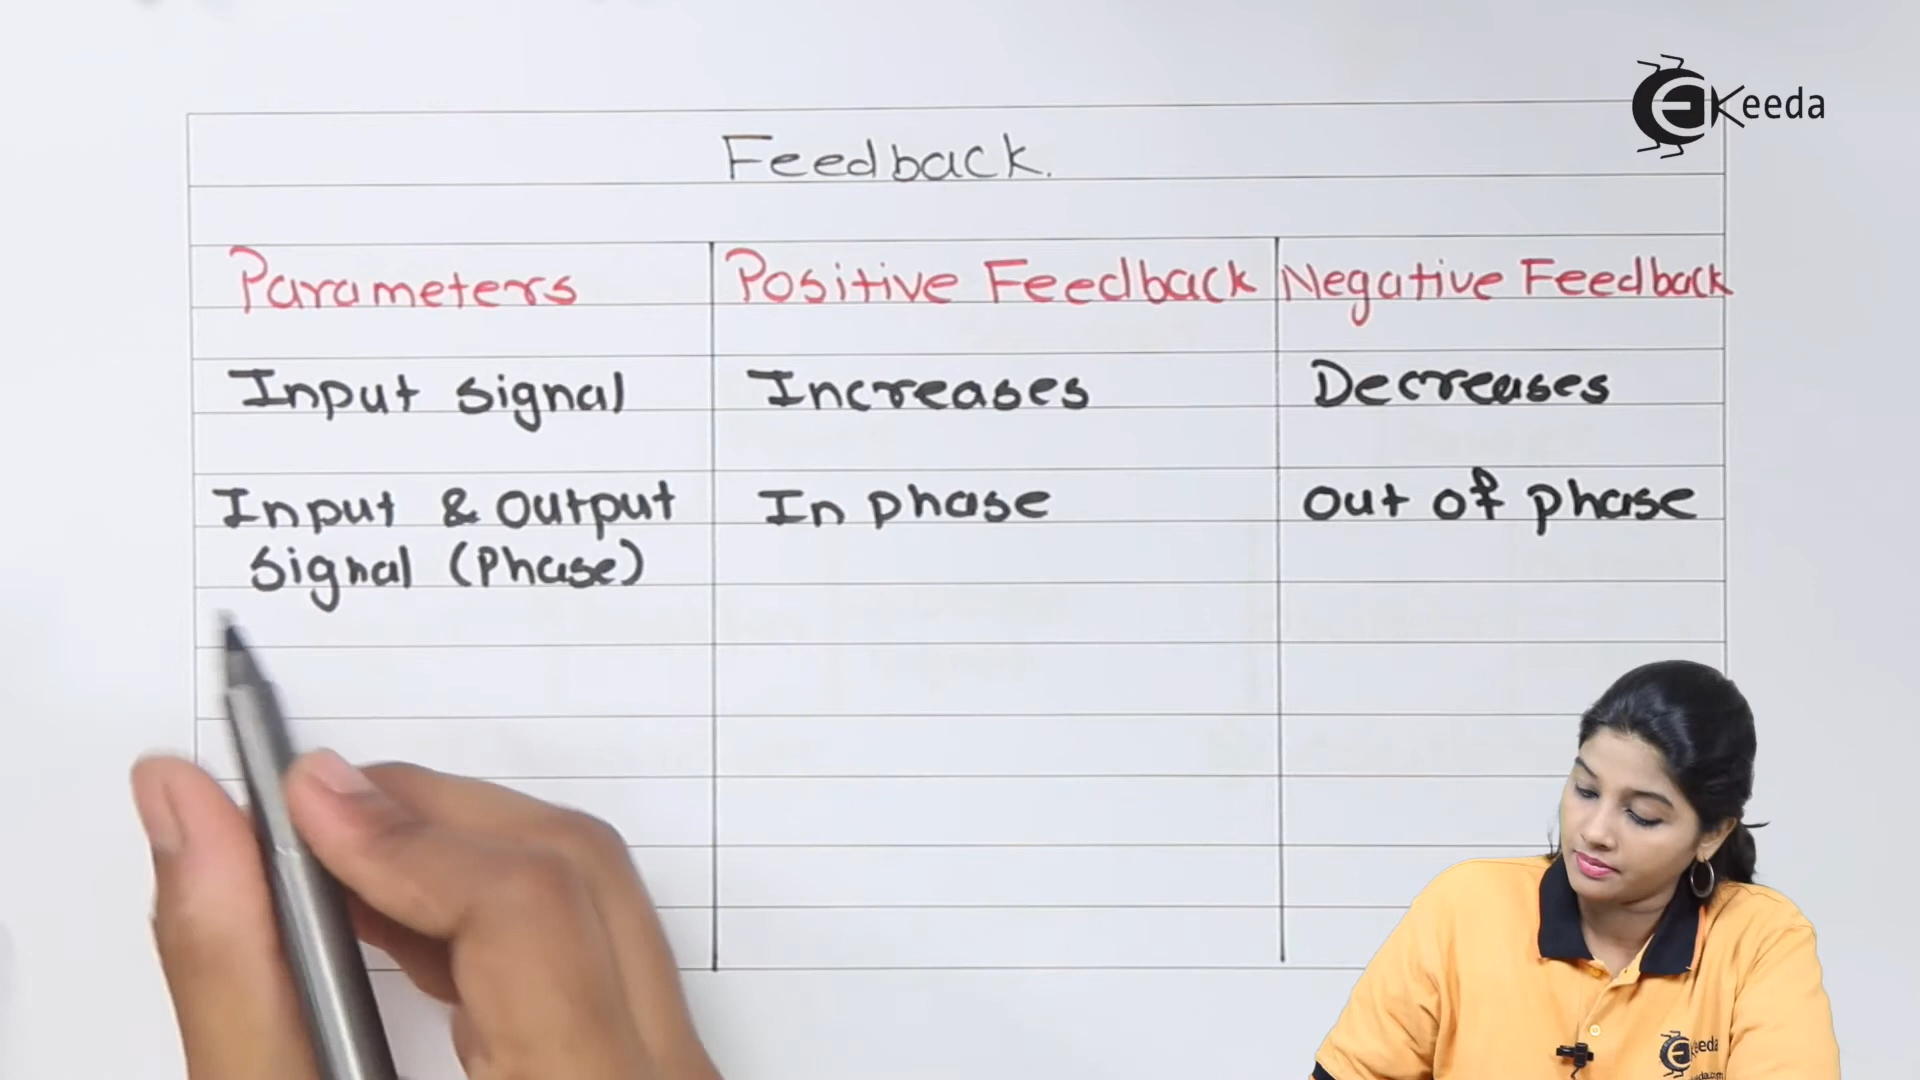 EKeeda
Feedback.
Parameters Positive Feedback Negative Feedback
Input signal Increases Decreases
Input & Output In phase Out of phase
Signal (Phase)
Keeda